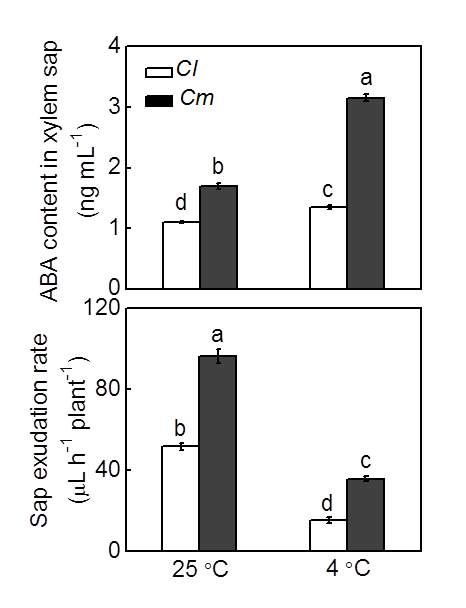 4
3
2
1
0
ABA content in xylem sap
(ng mL⁻¹)
Cl
Cm
d
b
c
a
120
80
40
0
Sap exudation rate
(μL h⁻¹ plant⁻¹)
b
a
d
c
25 °C
4 °C